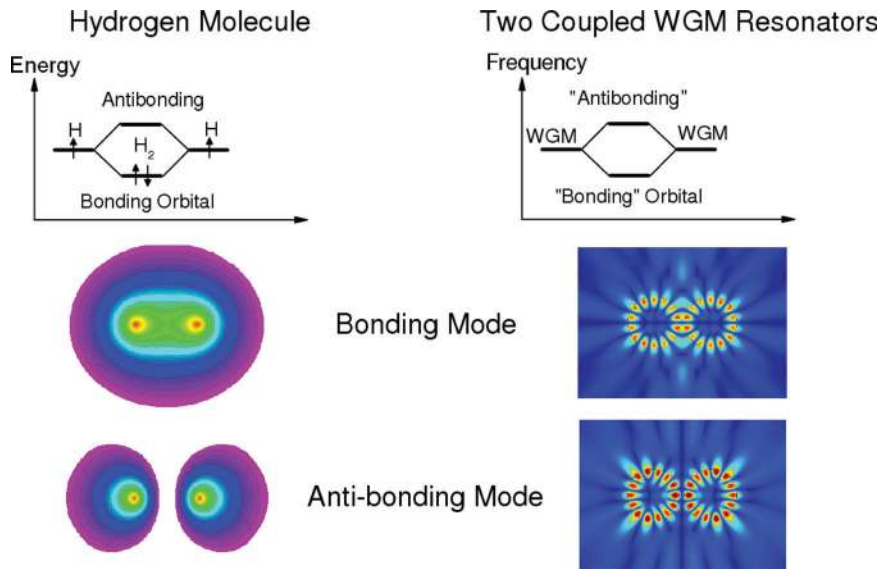 Hydrogen Molecule
Two Coupled WGM Resonators
Energy
Antibonding
H
H
H2
Bonding Orbital
Frequency
"Antibonding"
WGM
WGM
"Bonding" Orbital
Bonding Mode
Anti-bonding Mode